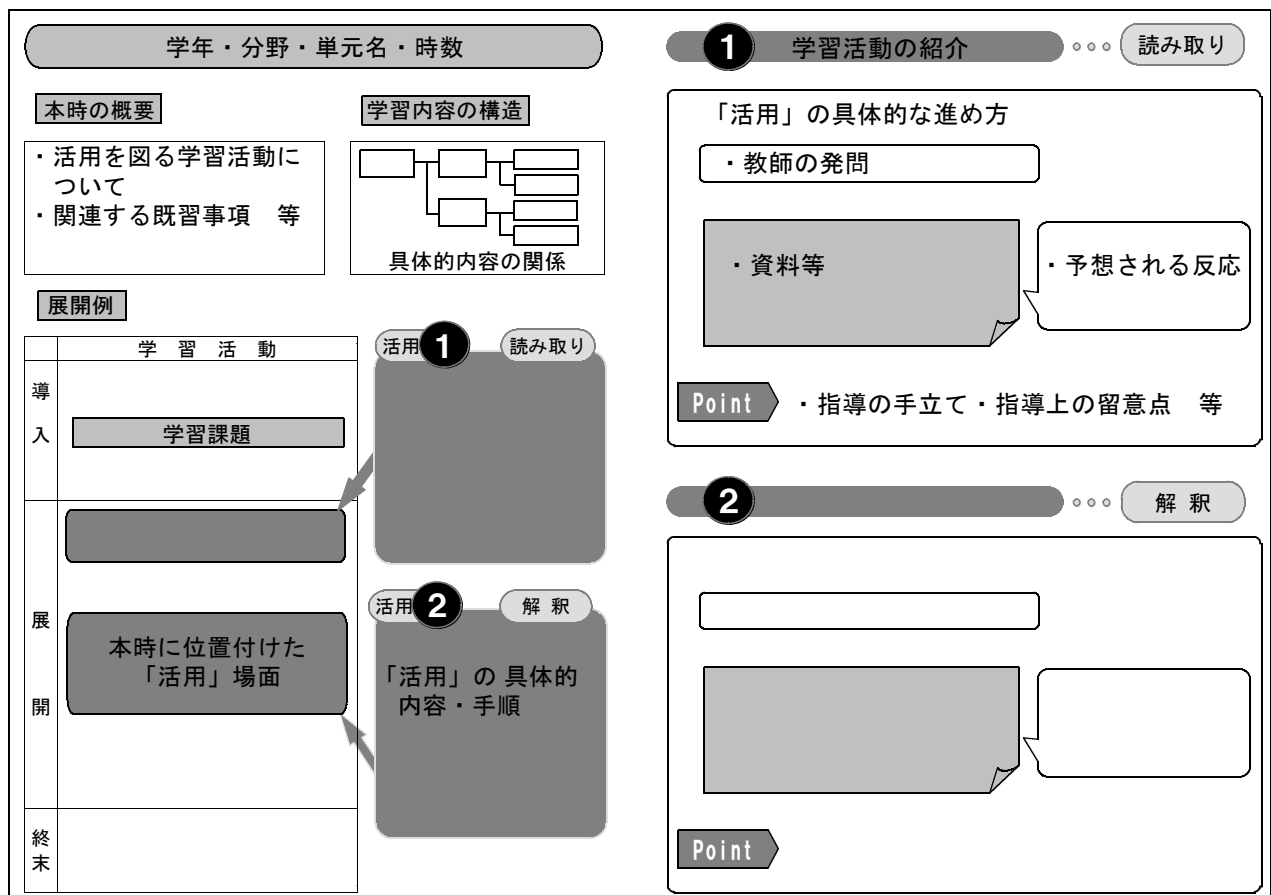 学年・分野・単元名・時数
本時の概要
・活用を図る学習活動に
ついて
・関連する既習事項 等
学習内容の構造
具体的内容の関係
展開例
学 習 活 動
導
入
学習課題
展
開
本時に位置付けた
「活用」場面
終
末
活用 1 読み取り
活用 2 解 釈
「活用」の 具体的
内容・手順
1 学習活動の紹介 読み取り
「活用」の具体的な進め方
・教師の発問
・資料等
・予想される反応
Point ・指導の手立て・指導上の留意点 等
2 解 釈
Point